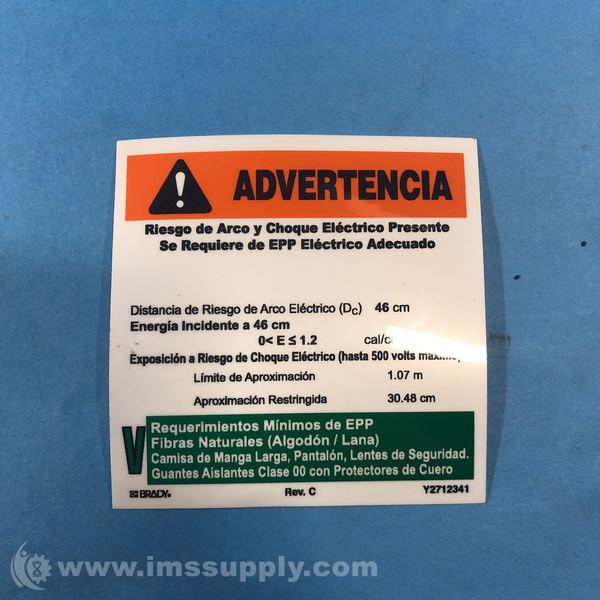 ADVERTENCIA
Riesgo de Arco y Choque Eléctrico Presente
Se Requiere de EPP Eléctrico Adecuado
Distancia de Riesgo de Arco Eléctrico (Dc) 46 cm
Energía Incidente a 46 cm
0< E ≤ 1.2
Exposición a Riesgo de Choque Eléctrico (hasta 500 volts máximo)
Límite de Aproximación 1.07 m
Aproximación Restringida 30.48 cm
V
Requerimientos Mínimos de EPP
Fibras Naturales (Algodón / Lana)
Camisa de Manga Larga, Pantalón, Lentes de Seguridad.
Guantes Aislantes Clase 00 con Protectores de Cuero
BRADY® Rev. C Y2712341
www.imssupply.com